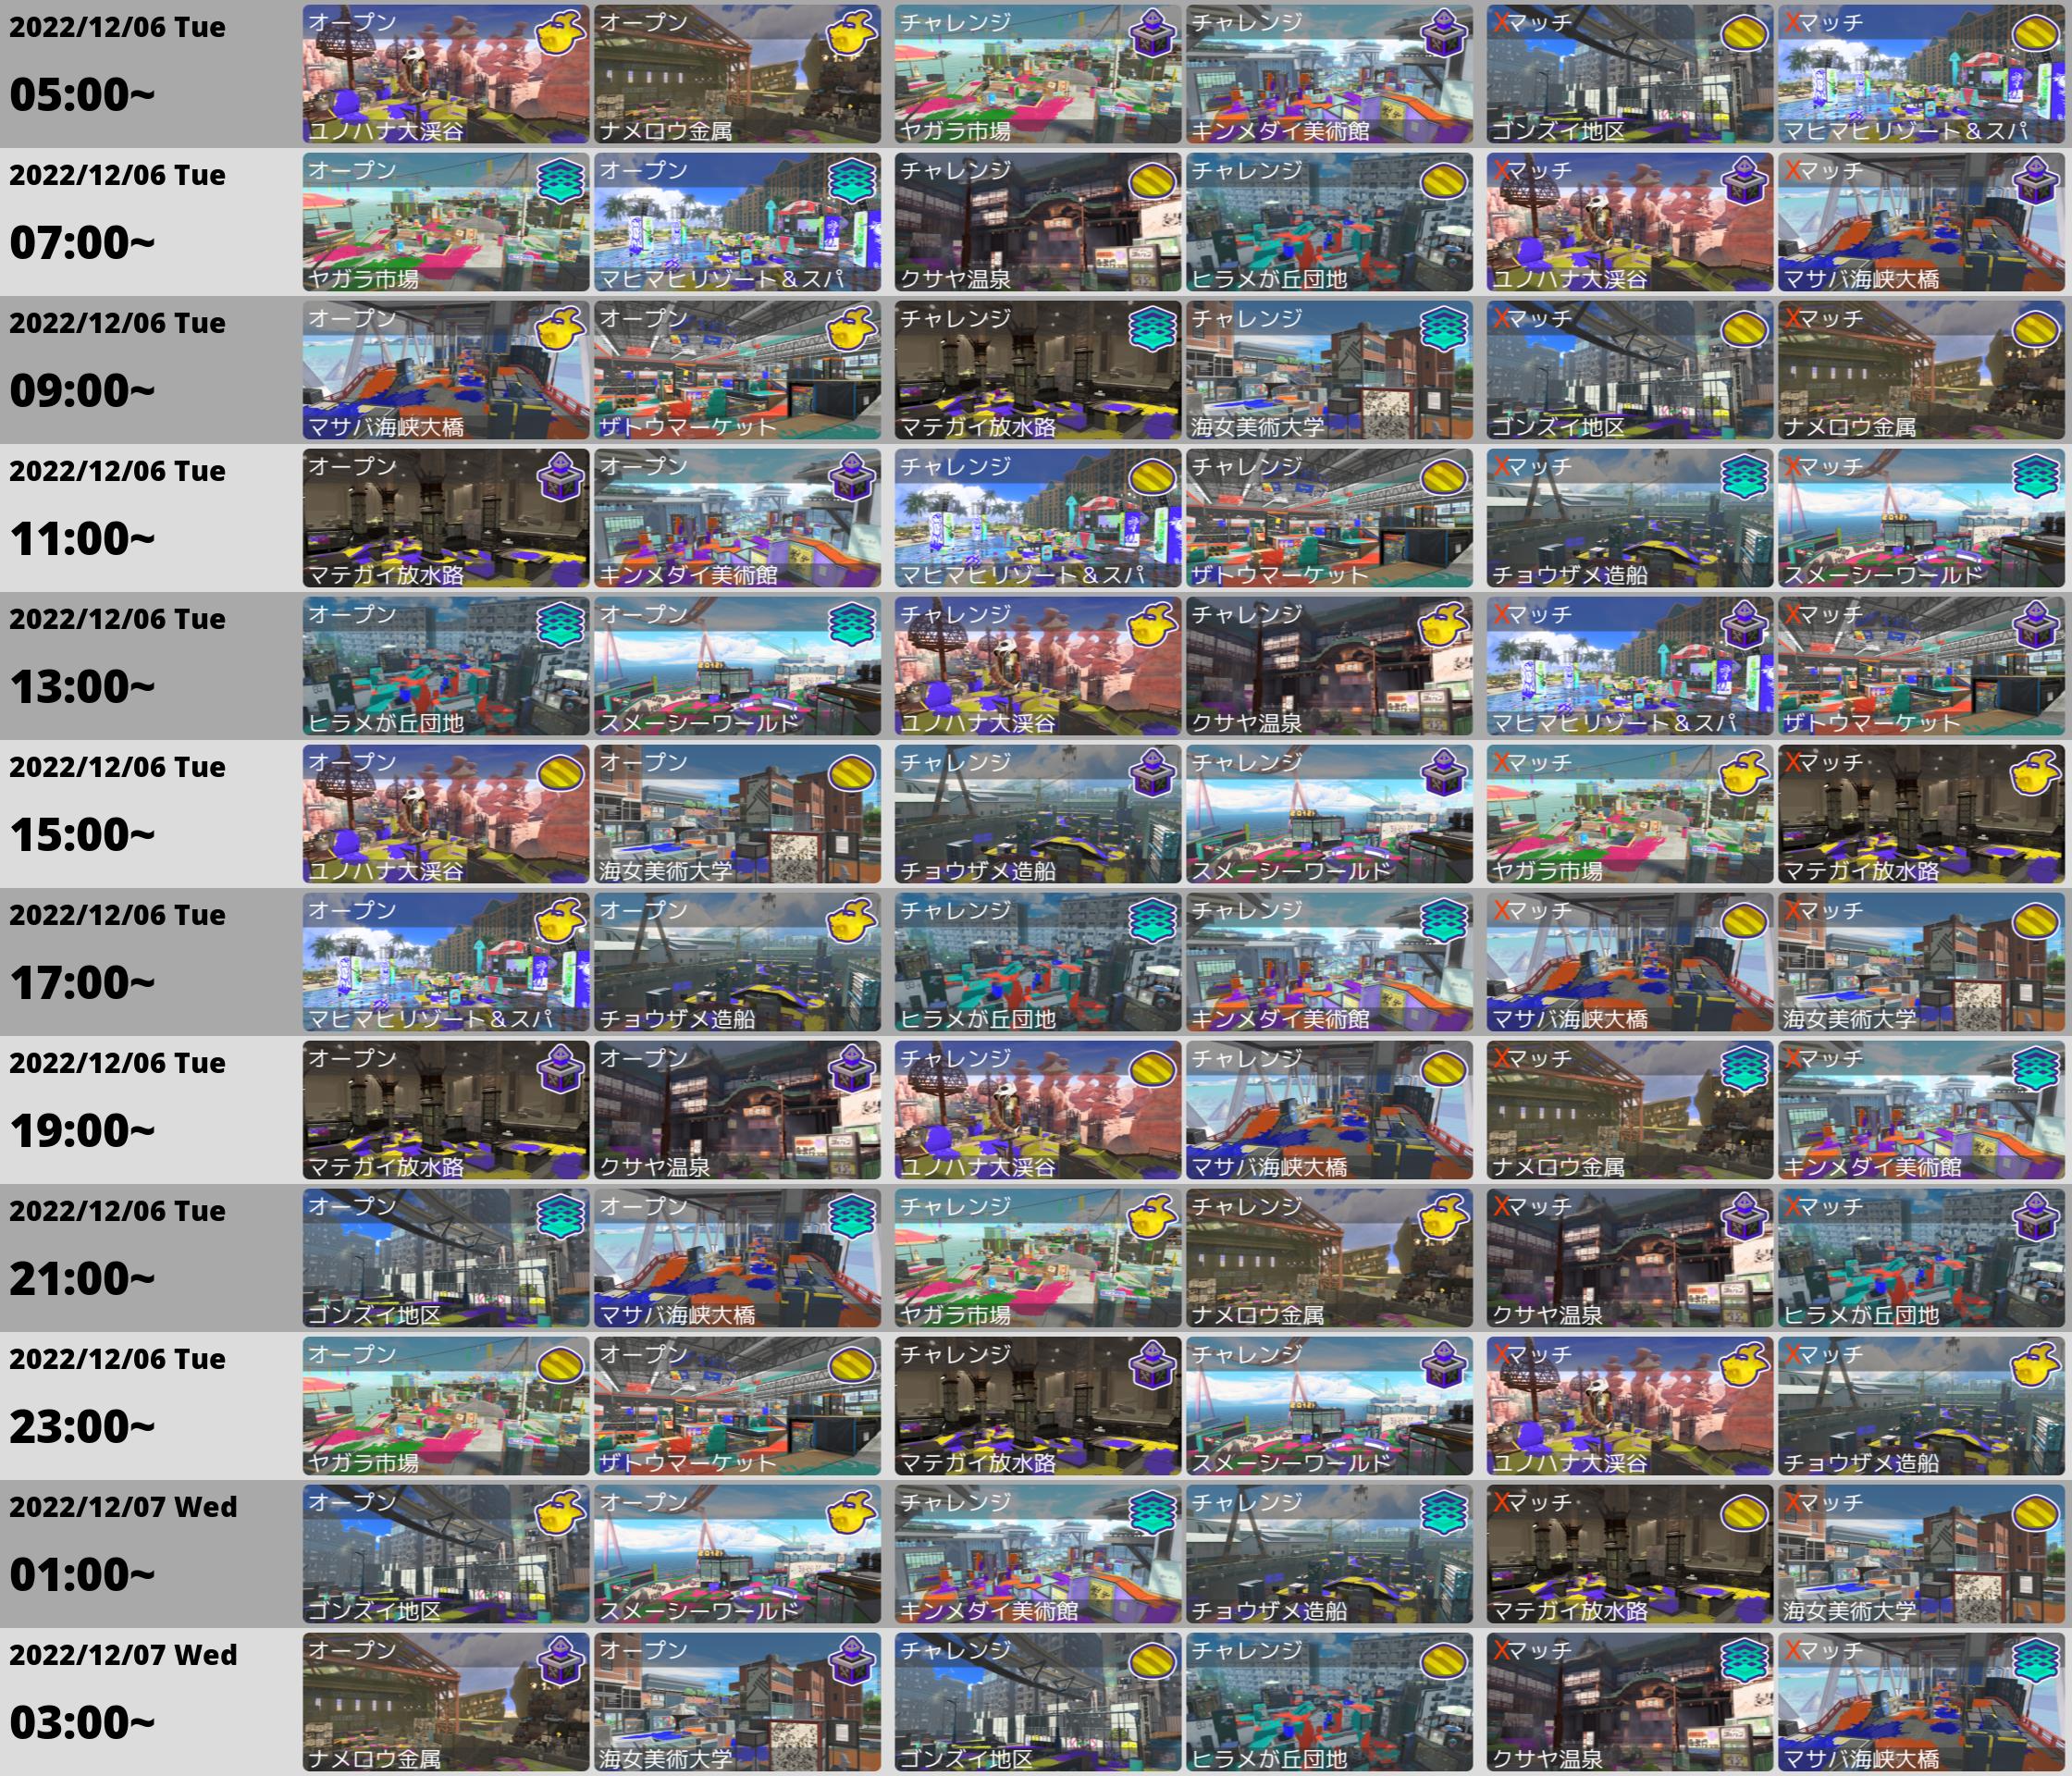 2022/12/06 Tue
05:00~
オープン オープン チャレンジ チャレンジ Xマッチ Xマッチ
ユノハナ大渓谷 ナメロウ金属 ヤガラ市場 キンメダイ美術館 ゴンズイ地区 マヒマヒリゾート＆スパ
2022/12/06 Tue
07:00~
オープン オープン チャレンジ チャレンジ Xマッチ Xマッチ
ヤガラ市場 マヒマヒリゾート＆スパ クサヤ温泉 ヒラメが丘団地 ユノハナ大渓谷 マサバ海峡大橋
2022/12/06 Tue
09:00~
オープン オープン チャレンジ チャレンジ Xマッチ Xマッチ
マサバ海峡大橋 ザトウマーケット マテガイ放水路 海女美術大学 ゴンズイ地区 ナメロウ金属
2022/12/06 Tue
11:00~
オープン オープン チャレンジ チャレンジ Xマッチ Xマッチ
マテガイ放水路 キンメダイ美術館 マヒマヒリゾート＆スパ ザトウマーケット チョウザメ造船 スメーシーワールド
2022/12/06 Tue
13:00~
オープン オープン チャレンジ チャレンジ Xマッチ Xマッチ
ヒラメが丘団地 スメーシーワールド ユノハナ大渓谷 クサヤ温泉 マヒマヒリゾート＆スパ ザトウマーケット
2022/12/06 Tue
15:00~
オープン オープン チャレンジ チャレンジ Xマッチ Xマッチ
ユノハナ大渓谷 海女美術大学 チョウザメ造船 スメーシーワールド ヤガラ市場 マテガイ放水路
2022/12/06 Tue
17:00~
オープン オープン チャレンジ チャレンジ Xマッチ Xマッチ
マヒマヒリゾート＆スパ チョウザメ造船 ヒラメが丘団地 キンメダイ美術館 マサバ海峡大橋 海女美術大学
2022/12/06 Tue
19:00~
オープン オープン チャレンジ チャレンジ Xマッチ Xマッチ
マテガイ放水路 クサヤ温泉 ユノハナ大渓谷 マサバ海峡大橋 ナメロウ金属 キンメダイ美術館
2022/12/06 Tue
21:00~
オープン オープン チャレンジ チャレンジ Xマッチ Xマッチ
ゴンズイ地区 マサバ海峡大橋 ヤガラ市場 ナメロウ金属 クサヤ温泉 ヒラメが丘団地
2022/12/06 Tue
23:00~
オープン オープン チャレンジ チャレンジ Xマッチ Xマッチ
ヤガラ市場 ザトウマーケット マテガイ放水路 スメーシーワールド ユノハナ大渓谷 チョウザメ造船
2022/12/07 Wed
01:00~
オープン オープン チャレンジ チャレンジ Xマッチ Xマッチ
ゴンズイ地区 スメーシーワールド キンメダイ美術館 チョウザメ造船 マテガイ放水路 海女美術大学
2022/12/07 Wed
03:00~
オープン オープン チャレンジ チャレンジ Xマッチ Xマッチ
ナメロウ金属 海女美術大学 ゴンズイ地区 ヒラメが丘団地 クサヤ温泉 マサバ海峡大橋